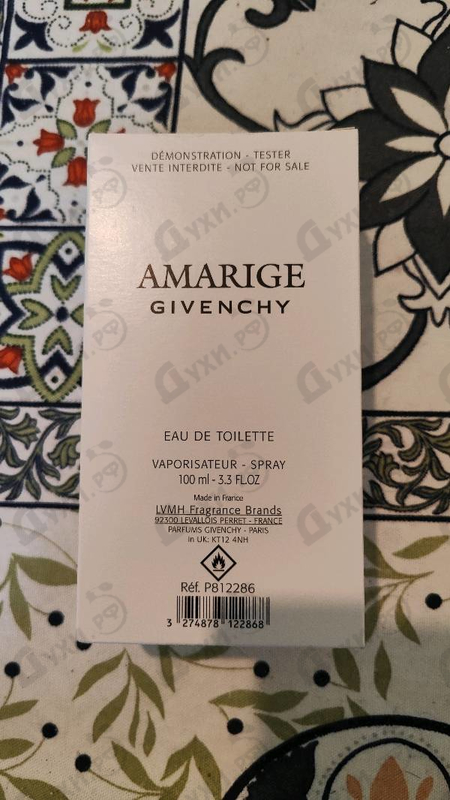 DÉMONSTRATION - TESTER
VENTE INTERDITE - NOT FOR SALE
AMARIGE
GIVENCHY
EAU DE TOILETTE
VAPORISATEUR - SPRAY
100 ml - 3.3 FL.OZ
Made in France
LVMH Fragrance Brands
92300 LEVALLOIS PERRET - FRANCE
PARFUMS GIVENCHY - PARIS
in UK: KT12 4NH
Réf. P812286
3 274878 122868
Духи.рф